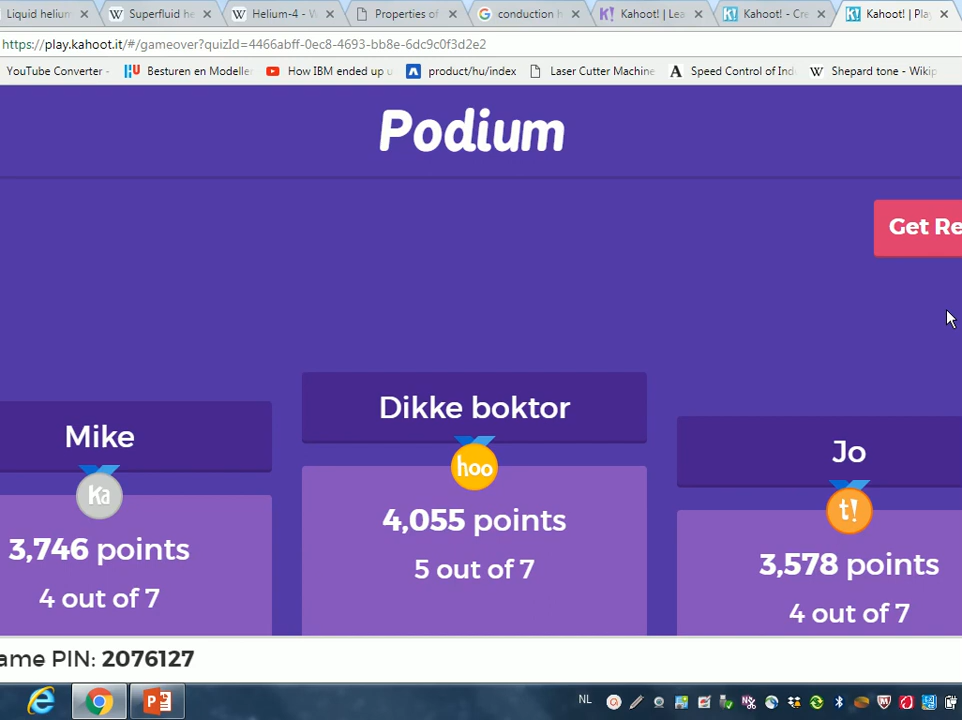 Liquid helium
Superfluid he
Helium-4 - W
Properties of
conduction h
Kahoot! | Lea
Kahoot! - Cre
Kahoot! | Play
https://play.kahoot.it/#/gameover?quizId=4466abff-0ec8-4693-bb8e-6dc9c0f3d2e2
YouTube Converter -
Besturen en Modelle
How IBM ended up u
product/hu/index
Laser Cutter Machine
Speed Control of Ind
Shepard tone - Wikip
Podium
Get Re
Dikke boktor
Mike
Jo
hoo
Ka
t!
4,055 points
3,746 points
3,578 points
5 out of 7
4 out of 7
4 out of 7
ame PIN: 2076127
NL